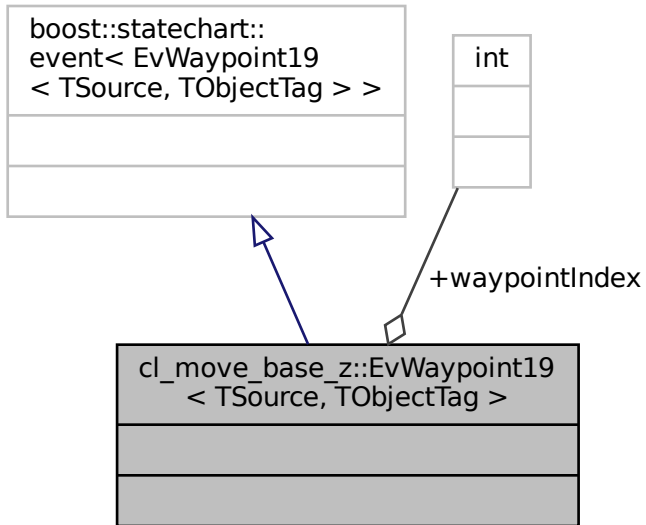 boost::statechart::
event< EvWaypoint19
< TSource, TObjectTag > >
int
+waypointIndex
cl_move_base_z::EvWaypoint19
< TSource, TObjectTag >